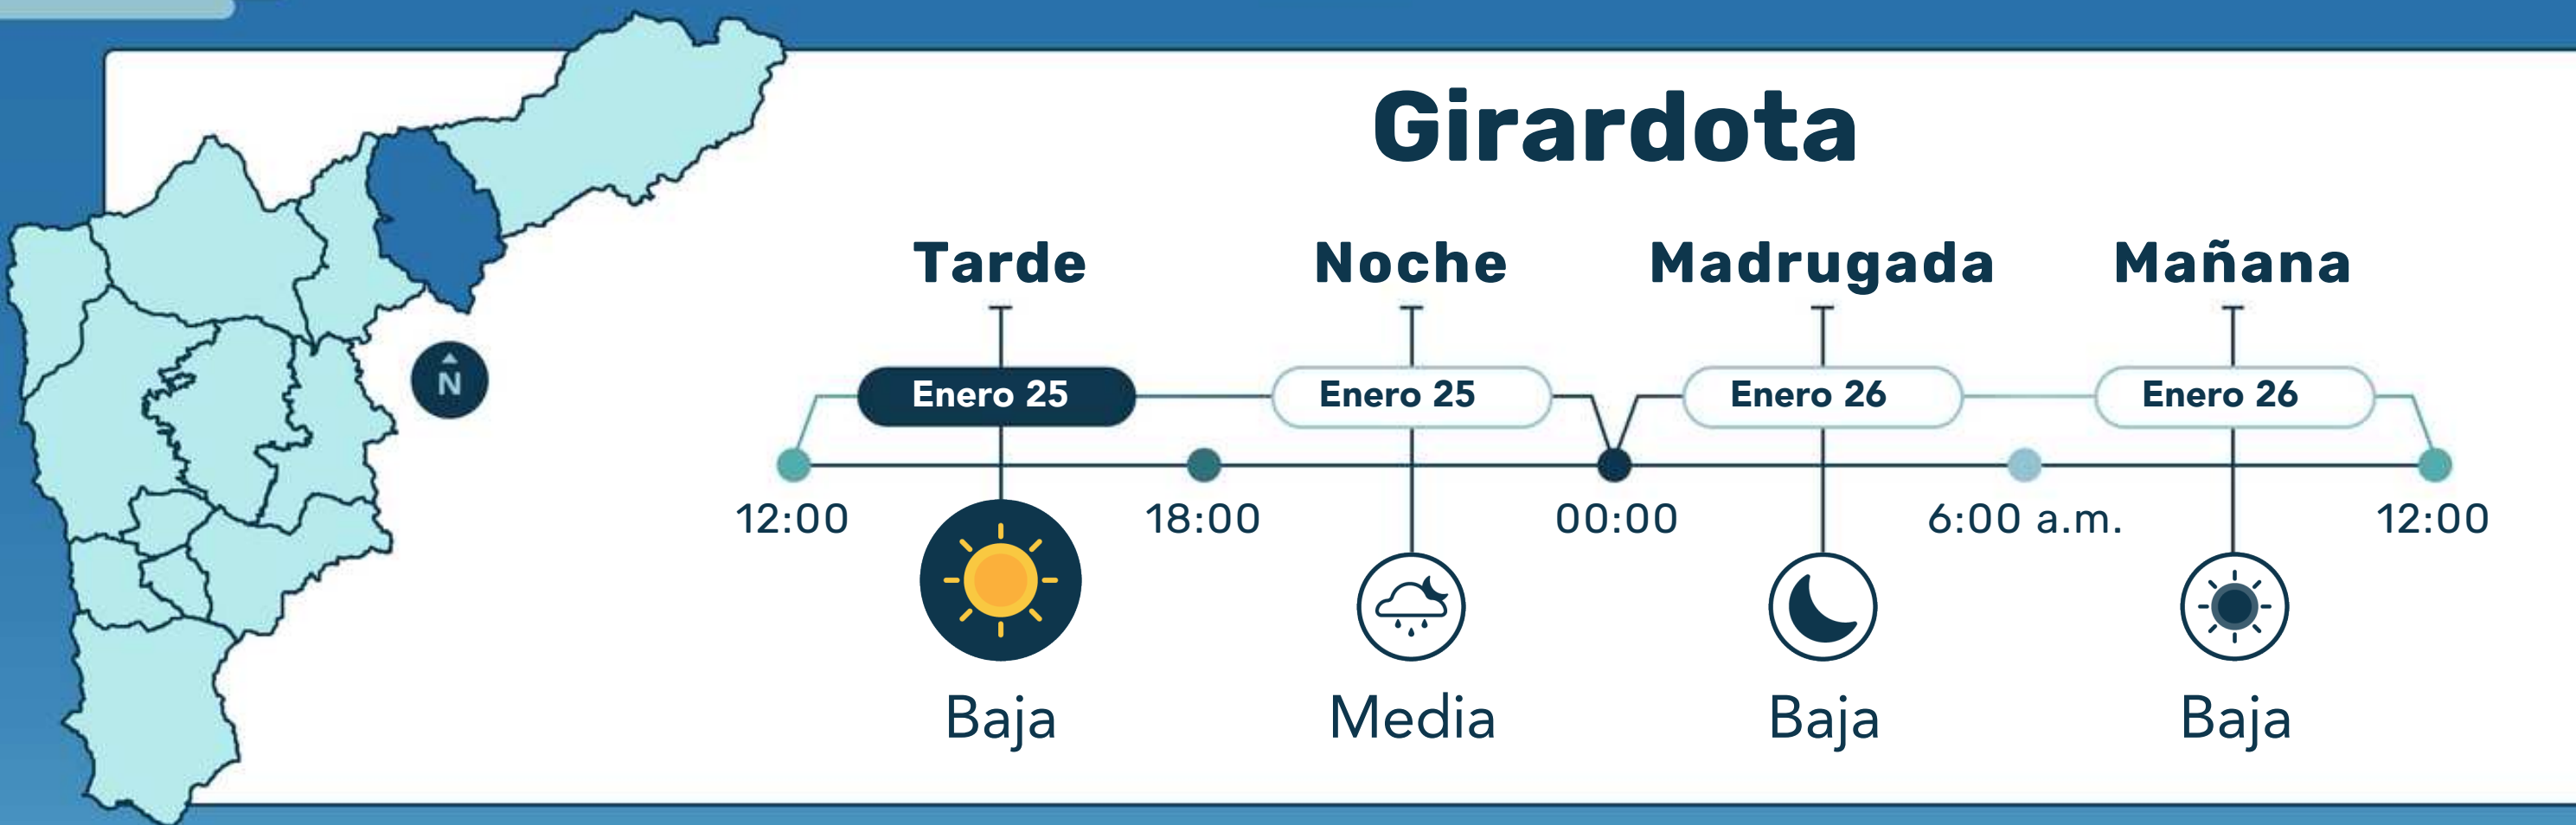 Girardota
Tarde Noche Madrugada Mañana
Enero 25 Enero 25 Enero 26 Enero 26
N
12:00 18:00 00:00 6:00 a.m. 12:00
Baja Media Baja Baja